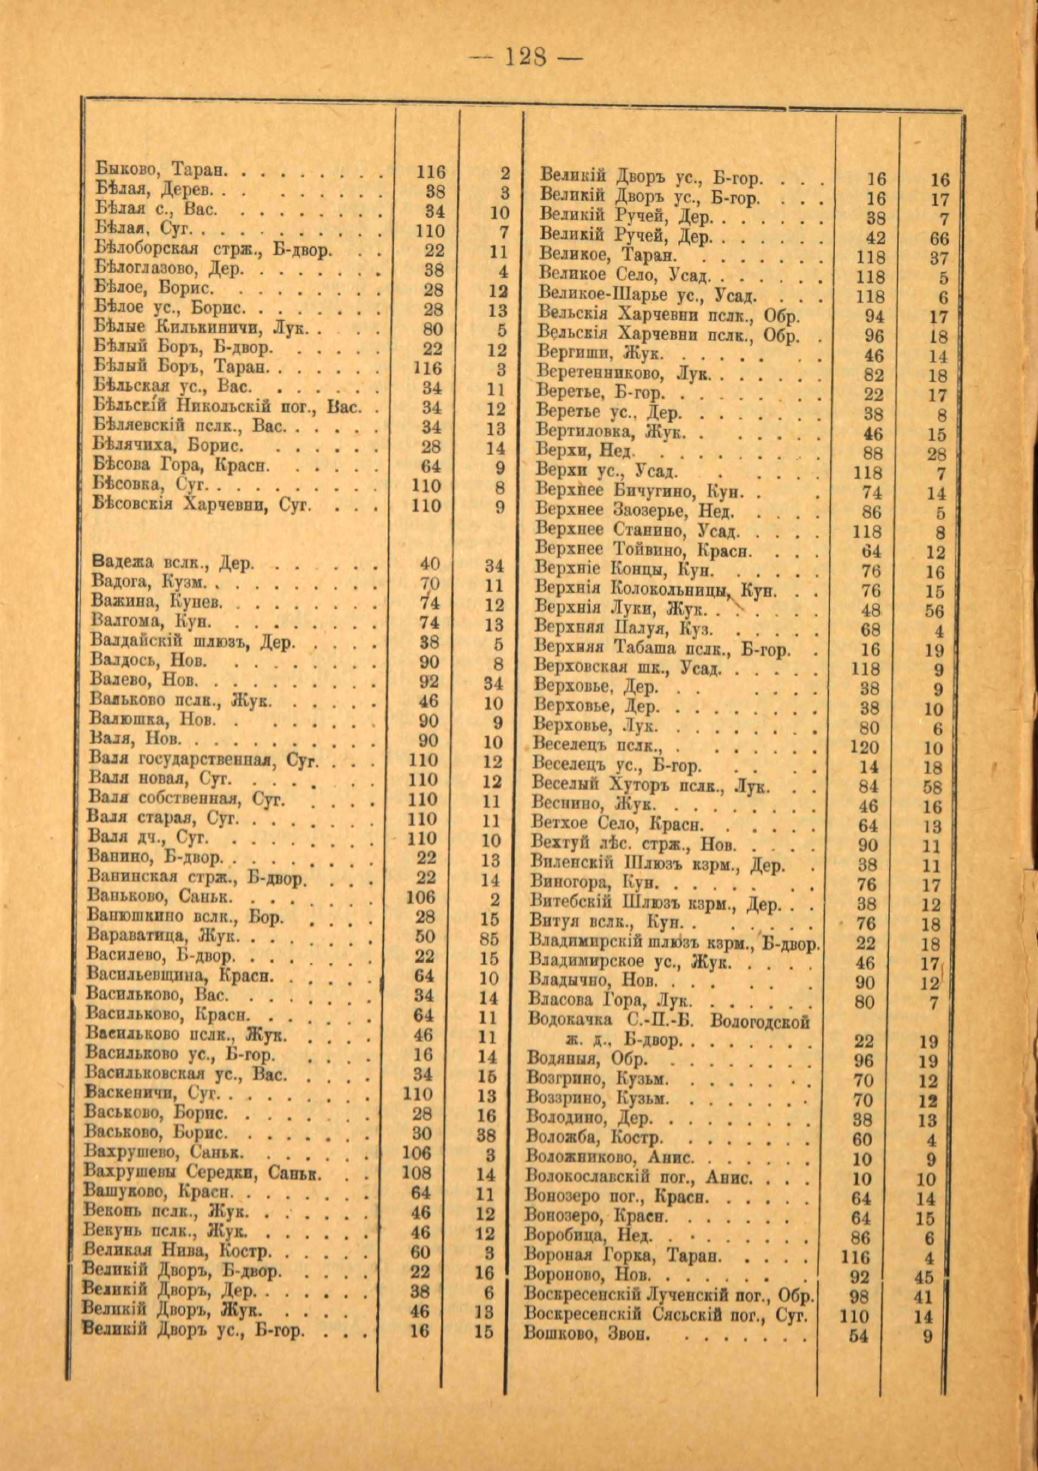 — 128 —
Быково, Таран. 116 2
Бѣлая, Дерев. 38 3
Бѣлая с., Вас. 34 10
Бѣлая, Суг. 110 7
Бѣлоборская стрж., Б-двор. 22 11
Бѣлоглазово, Дер. 38 4
Бѣлое, Борис. 28 12
Бѣлое ус., Борис. 28 13
Бѣлые Килькиничи, Лук. 80 5
Бѣлый Боръ, Б-двор. 22 12
Бѣлый Боръ, Таран. 116 3
Бѣльская ус., Вас. 34 11
Бѣльскій Никольскій пог., Вас. 34 12
Бѣляевскій пслк., Вас. 34 13
Бѣлячиха, Борис. 28 14
Бѣсова Гора, Красн. 64 9
Бѣсовка, Суг. 110 8
Бѣсовскія Харчевни, Суг. 110 9
Вадежа вслк., Дер. 40 34
Вадога, Кузм. 70 11
Важина, Кунев. 74 12
Валгома, Кун. 74 13
Валдайскій шлюзъ, Дер. 38 5
Валдось, Нов. 90 8
Валево, Нов. 92 34
Вальково пслк., Жук. 46 10
Валюшка, Нов. 90 9
Валя, Нов. 90 10
Валя государственная, Суг. 110 12
Валя новая, Суг. 110 12
Валя собственная, Суг. 110 11
Валя старая, Суг. 110 11
Валя дч., Суг. 110 10
Ванино, Б-двор. 22 13
Ванинская стрж., Б-двор. 22 14
Ваньково, Саньк. 106 2
Ванюшкино вслк., Бор. 28 15
Вараватица, Жук. 50 85
Василево, Б-двор. 22 15
Васильевщина, Красн. 64 10
Васильково, Вас. 34 14
Васильково, Красн. 64 11
Васильково пслк., Жук. 46 11
Васильково ус., Б-гор. 16 14
Васильковская ус., Вас. 34 15
Васкеничи, Суг. 110 13
Васьково, Борис. 28 16
Васьково, Борис. 30 38
Вахрушево, Саньк. 106 3
Вахрушевы Середки, Саньк. 108 14
Вашуково, Красн. 64 11
Веконь пслк., Жук. 46 12
Векунь пслк., Жук. 46 12
Великая Нива, Костр. 60 3
Великій Дворъ, Б-двор. 22 16
Великій Дворъ, Дер. 38 6
Великій Дворъ, Жук. 46 13
Великій Дворъ ус., Б-гор. 16 15
Великій Дворъ ус., Б-гор. 16 16
Великій Дворъ ус., Б-гор. 16 17
Великій Ручей, Дер. 38 7
Великій Ручей, Дер. 42 66
Великое, Таран. 118 37
Великое Село, Усад. 118 5
Великое-Шарье ус., Усад. 118 6
Вельскія Харчевни пслк., Обр. 94 17
Вельскія Харчевни пслк., Обр. 96 18
Вергиши, Жук. 46 14
Веретенниково, Лук. 82 18
Веретье, Б-гор. 22 17
Веретье ус., Дер. 38 8
Вертиловка, Жук. 46 15
Верхи, Нед. 88 28
Верхи ус., Усад. 118 7
Верхнее Бичугино, Кун. 74 14
Верхнее Заозерье, Нед. 86 5
Верхнее Станино, Усад. 118 8
Верхнее Тойвино, Красн. 64 12
Верхніе Концы, Кун. 76 16
Верхнія Колокольницы, Кун. 76 15
Верхнія Луки, Жук. 48 56
Верхняя Палуя, Куз. 68 4
Верхняя Табаша пслк., Б-гор. 16 19
Верховская шк., Усад. 118 9
Верховье, Дер. 38 9
Верховье, Дер. 38 10
Верховье, Лук. 80 6
Веселецъ пслк., 120 10
Веселецъ ус., Б-гор. 14 18
Веселый Хуторъ пслк., Лук. 84 58
Веснино, Жук. 46 16
Ветхое Село, Красн. 64 13
Вехтуй лѣс. стрж., Нов. 90 11
Виленскій Шлюзъ кзрм., Дер. 38 11
Виногора, Кун. 76 17
Витебскій Шлюзъ кзрм., Дер. 38 12
Витуя вслк., Кун. 76 18
Владимирскій шлюзъ кзрм., Б-двор. 22 18
Владимирское ус., Жук. 46 17
Владычно, Нов. 90 12
Власова Гора, Лук. 80 7
Водокачка С.-П.-Б. Вологодской
ж. д., Б-двор. 22 19
Водяныя, Обр. 96 19
Возгрино, Кузьм. 70 12
Воззрино, Кузьм. 70 12
Володино, Дер. 38 13
Воложба, Костр. 60 4
Воложниково, Анис. 10 9
Волокославскій пог., Анис. 10 10
Вонозеро пог., Красн. 64 14
Вонозеро, Красн. 64 15
Воробица, Нед. 86 6
Вороная Горка, Таран. 116 4
Вороново, Нов. 92 45
Воскресенскій Лученскій пог., Обр. 98 41
Воскресенскій Сясьскій пог., Суг. 110 14
Вошково, Звон. 54 9